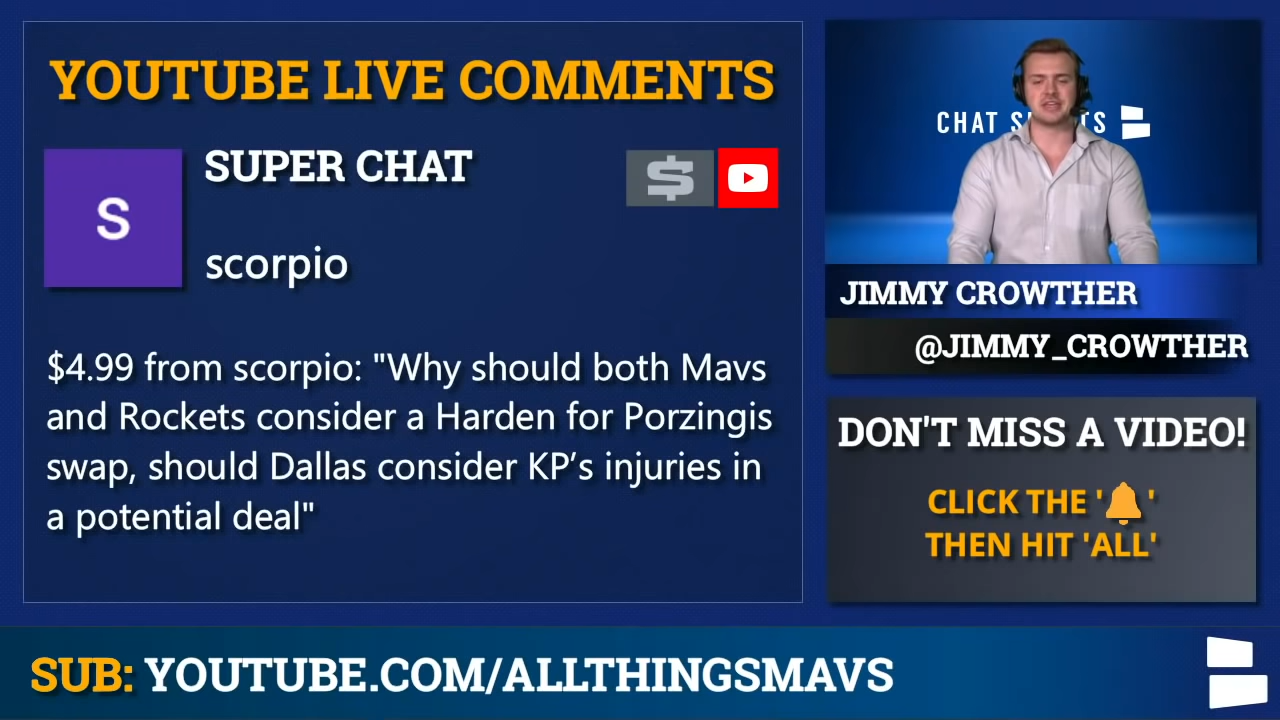 YOUTUBE LIVE COMMENTS
S
SUPER CHAT
$
scorpio
$4.99 from scorpio: "Why should both Mavs
and Rockets consider a Harden for Porzingis
swap, should Dallas consider KP’s injuries in
a potential deal"
CHAT S TS
JIMMY CROWTHER
@JIMMY_CROWTHER
DON'T MISS A VIDEO!
CLICK THE ' '
THEN HIT 'ALL'
SUB: YOUTUBE.COM/ALLTHINGSMAVS